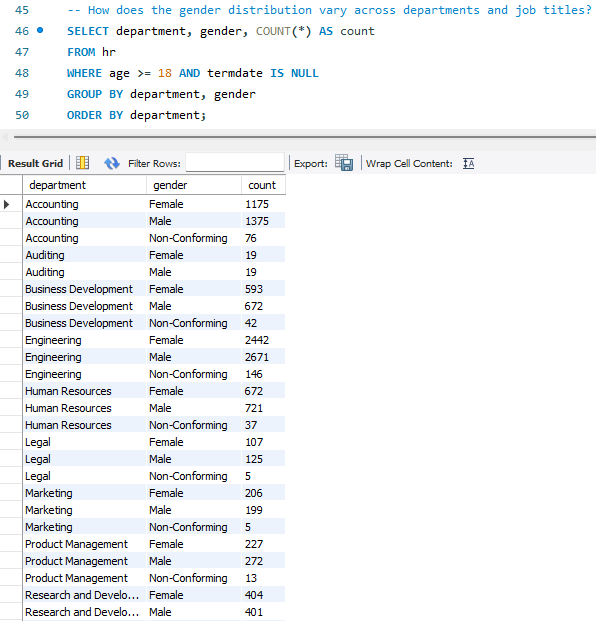 45 -- How does the gender distribution vary across departments and job titles?
46 SELECT department, gender, COUNT(*) AS count
47 FROM hr
48 WHERE age >= 18 AND termdate IS NULL
49 GROUP BY department, gender
50 ORDER BY department;
Result Grid Filter Rows: Export: Wrap Cell Content: IA
department gender count
Accounting Female 1175
Accounting Male 1375
Accounting Non-Conforming 76
Auditing Female 19
Auditing Male 19
Business Development Female 593
Business Development Male 672
Business Development Non-Conforming 42
Engineering Female 2442
Engineering Male 2671
Engineering Non-Conforming 146
Human Resources Female 672
Human Resources Male 721
Human Resources Non-Conforming 37
Legal Female 107
Legal Male 125
Legal Non-Conforming 5
Marketing Female 206
Marketing Male 199
Marketing Non-Conforming 5
Product Management Female 227
Product Management Male 272
Product Management Non-Conforming 13
Research and Develo... Female 404
Research and Develo... Male 401